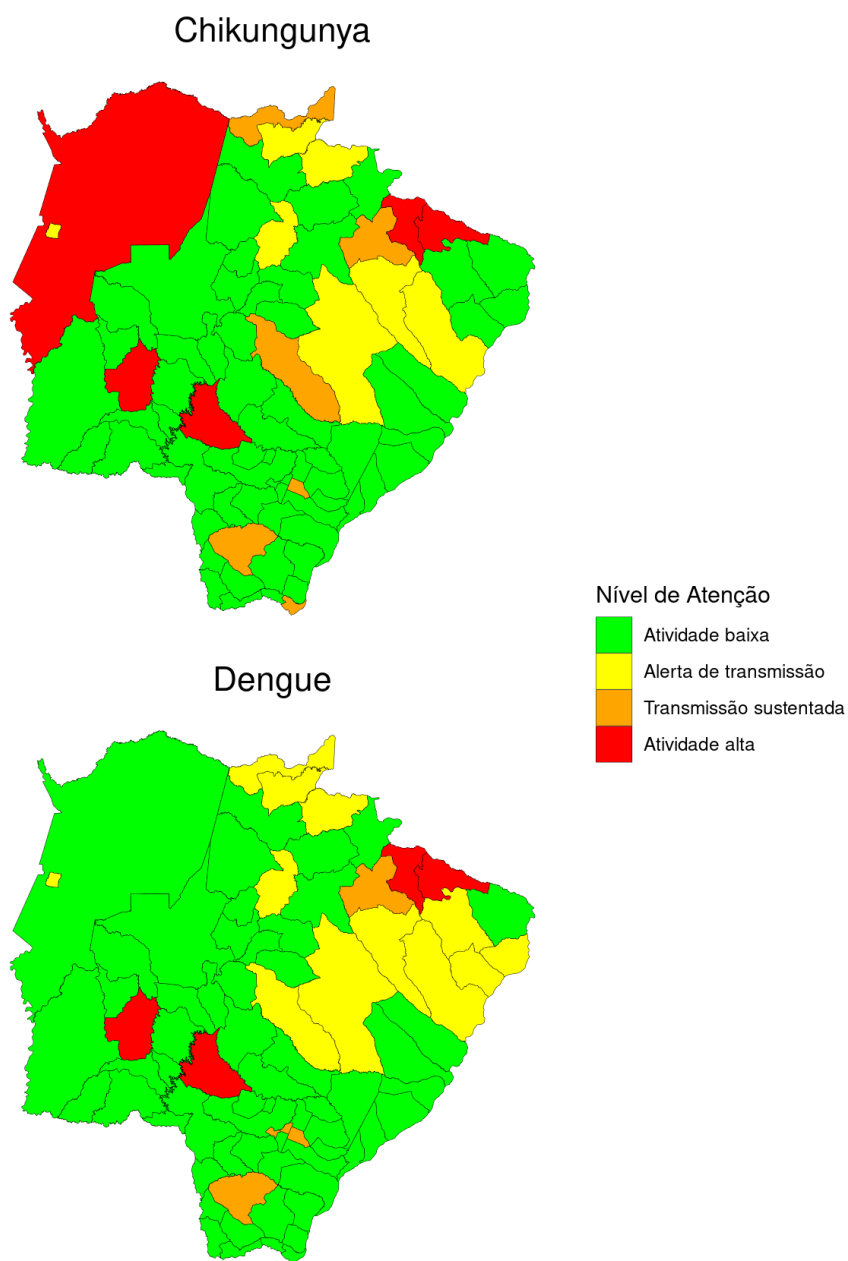 Chikungunya
Nível de Atenção
Atividade baixa
Alerta de transmissão
Transmissão sustentada
Atividade alta
Dengue